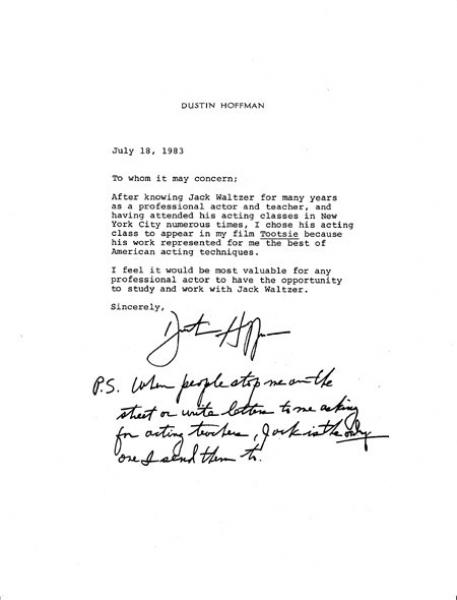 DUSTIN HOFFMAN
July 18, 1983
To whom it may concern;
After knowing Jack Waltzer for many years
as a professional actor and teacher, and
having attended his acting classes in New
York City numerous times, I chose his acting
class to appear in my film Tootsie because
his work represented for me the best of
American acting techniques.
I feel it would be most valuable for any
professional actor to have the opportunity
to study and work with Jack Waltzer.
Sincerely,
Dustin Hoffman
P.S. When people stop me on the
street or write letters to me asking
for acting teachers, Jack is the only
one I send them to.